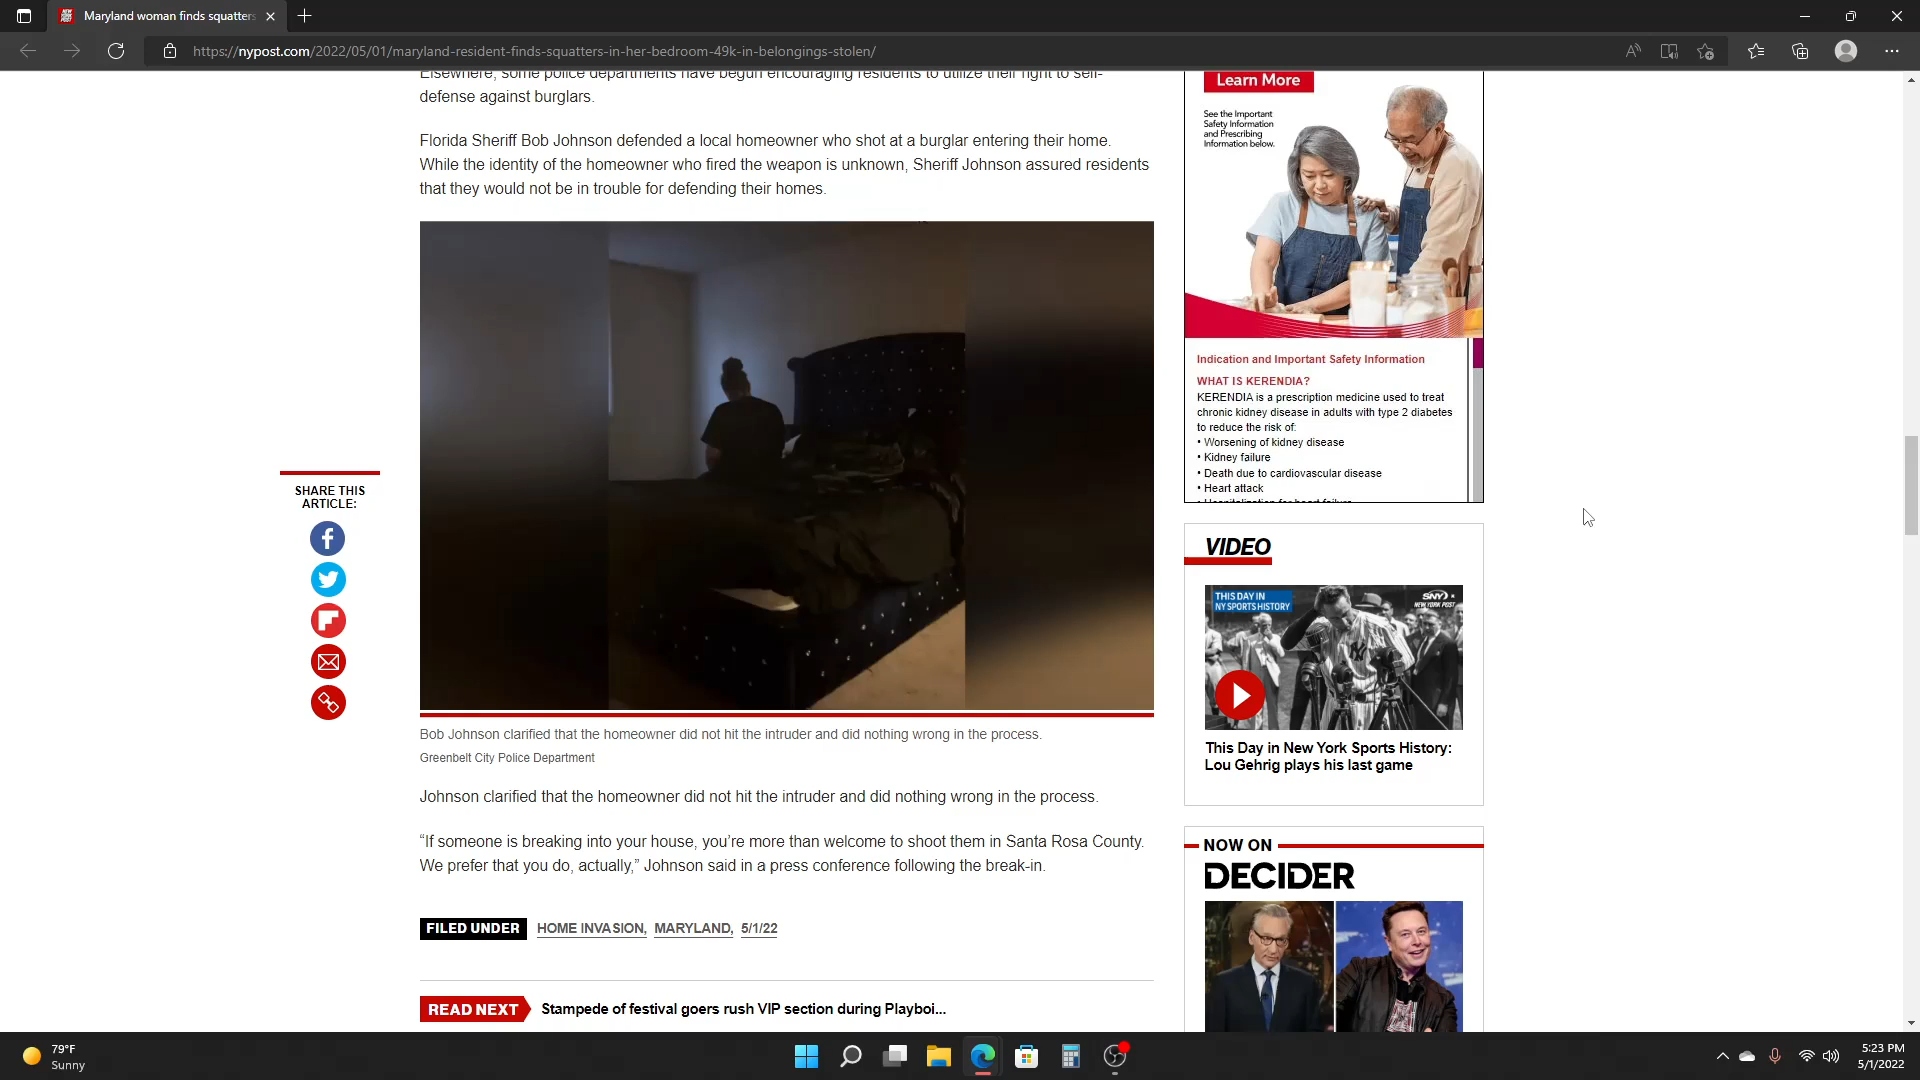 Maryland woman finds squatters
https://nypost.com/2022/05/01/maryland-resident-finds-squatters-in-her-bedroom-49k-in-belongings-stolen/
Elsewhere, some police departments have begun encouraging residents to utilize their right to self-
defense against burglars.
Florida Sheriff Bob Johnson defended a local homeowner who shot at a burglar entering their home.
While the identity of the homeowner who fired the weapon is unknown, Sheriff Johnson assured residents
that they would not be in trouble for defending their homes.
SHARE THIS
ARTICLE:
Bob Johnson clarified that the homeowner did not hit the intruder and did nothing wrong in the process.
Greenbelt City Police Department
Johnson clarified that the homeowner did not hit the intruder and did nothing wrong in the process.
“If someone is breaking into your house, you’re more than welcome to shoot them in Santa Rosa County.
We prefer that you do, actually,” Johnson said in a press conference following the break-in.
FILED UNDER HOME INVASION, MARYLAND, 5/1/22
READ NEXT Stampede of festival goers rush VIP section during Playboi...
Learn More
See the Important
Safety Information
and Prescribing
Information below.
Indication and Important Safety Information
WHAT IS KERENDIA?
KERENDIA is a prescription medicine used to treat
chronic kidney disease in adults with type 2 diabetes
to reduce the risk of:
• Worsening of kidney disease
• Kidney failure
• Death due to cardiovascular disease
• Heart attack
• Hospitalization for heart failure
VIDEO
THIS DAY IN
NY SPORTS HISTORY
SNY
NEW YORK POST
This Day in New York Sports History:
Lou Gehrig plays his last game
NOW ON
DECIDER
79°F
Sunny
5:23 PM
5/1/2022